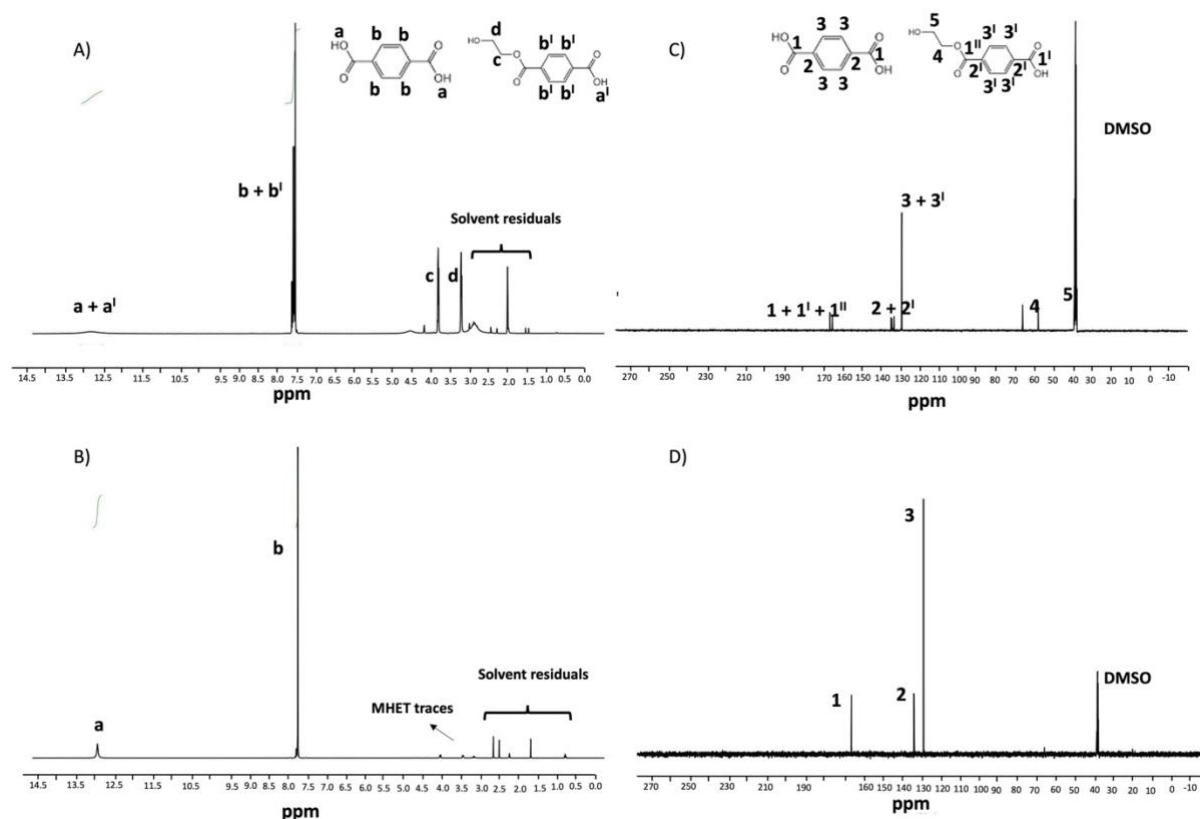 A)
a
HO
O
b b
b b
O
OH
a
d
HO
O
c
O
bᴵ bᴵ
bᴵ bᴵ
O
OH
aᴵ
b + bᴵ
Solvent residuals
c
d
a + aᴵ
14.5 13.5 12.5 11.5 10.5 9.5 9.0 8.5 8.0 7.5 7.0 6.5 6.0 5.5 5.0 4.5 4.0 3.5 3.0 2.5 2.0 1.5 1.0 0.5 0.0
ppm
C)
HO
1
O
3 3
2 2
3 3
O
1
OH
5
HO
4
O
1ᴵᴵ
O
3ᴵ 3ᴵ
2ᴵ 2ᴵ
3ᴵ 3ᴵ
O
1ᴵ
OH
DMSO
3 + 3ᴵ
1 + 1ᴵ + 1ᴵᴵ
2 + 2ᴵ
4
5
270 250 230 210 190 170 160 150 140 130 120 110 100 90 80 70 60 50 40 30 20 10 0 -10
ppm
B)
b
a
MHET traces
Solvent residuals
14.5 13.5 12.5 11.5 10.5 9.5 9.0 8.5 8.0 7.5 7.0 6.5 6.0 5.5 5.0 4.5 4.0 3.5 3.0 2.5 2.0 1.5 1.0 0.5 0.0
ppm
D)
3
1
2
DMSO
270 250 230 210 190 170 160 150 140 130 120 110 100 90 80 70 60 50 40 30 20 10 0 -10
ppm